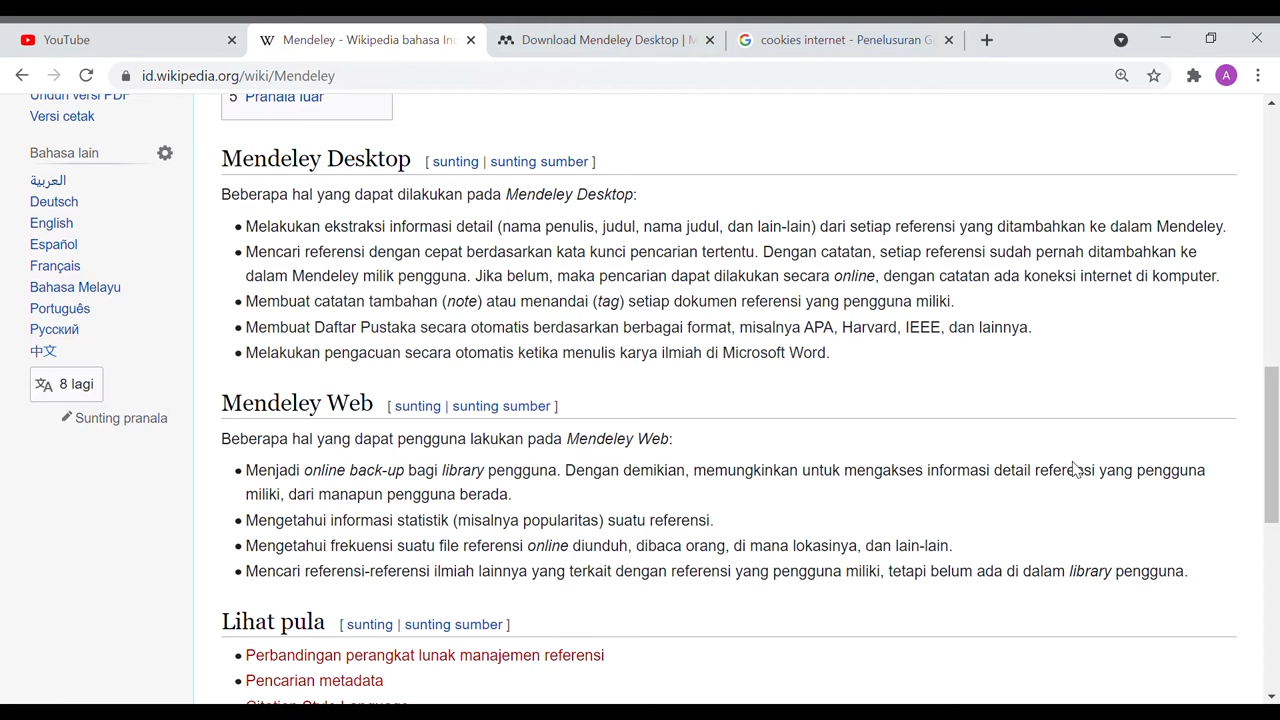 YouTube
Mendeley - Wikipedia bahasa Ind
Download Mendeley Desktop | M
cookies internet - Penelusuran G
id.wikipedia.org/wiki/Mendeley
A
Unduh versi PDF
Versi cetak
Bahasa lain
العربية
Deutsch
English
Español
Français
Bahasa Melayu
Português
Русский
中文
8 lagi
Sunting pranala
5 Pranala luar
Mendeley Desktop [ sunting | sunting sumber ]
Beberapa hal yang dapat dilakukan pada Mendeley Desktop:
• Melakukan ekstraksi informasi detail (nama penulis, judul, nama judul, dan lain-lain) dari setiap referensi yang ditambahkan ke dalam Mendeley.
• Mencari referensi dengan cepat berdasarkan kata kunci pencarian tertentu. Dengan catatan, setiap referensi sudah pernah ditambahkan ke
dalam Mendeley milik pengguna. Jika belum, maka pencarian dapat dilakukan secara online, dengan catatan ada koneksi internet di komputer.
• Membuat catatan tambahan (note) atau menandai (tag) setiap dokumen referensi yang pengguna miliki.
• Membuat Daftar Pustaka secara otomatis berdasarkan berbagai format, misalnya APA, Harvard, IEEE, dan lainnya.
• Melakukan pengacuan secara otomatis ketika menulis karya ilmiah di Microsoft Word.
Mendeley Web [ sunting | sunting sumber ]
Beberapa hal yang dapat pengguna lakukan pada Mendeley Web:
• Menjadi online back-up bagi library pengguna. Dengan demikian, memungkinkan untuk mengakses informasi detail referensi yang pengguna
miliki, dari manapun pengguna berada.
• Mengetahui informasi statistik (misalnya popularitas) suatu referensi.
• Mengetahui frekuensi suatu file referensi online diunduh, dibaca orang, di mana lokasinya, dan lain-lain.
• Mencari referensi-referensi ilmiah lainnya yang terkait dengan referensi yang pengguna miliki, tetapi belum ada di dalam library pengguna.
Lihat pula [ sunting | sunting sumber ]
• Perbandingan perangkat lunak manajemen referensi
• Pencarian metadata
Citation Style Language